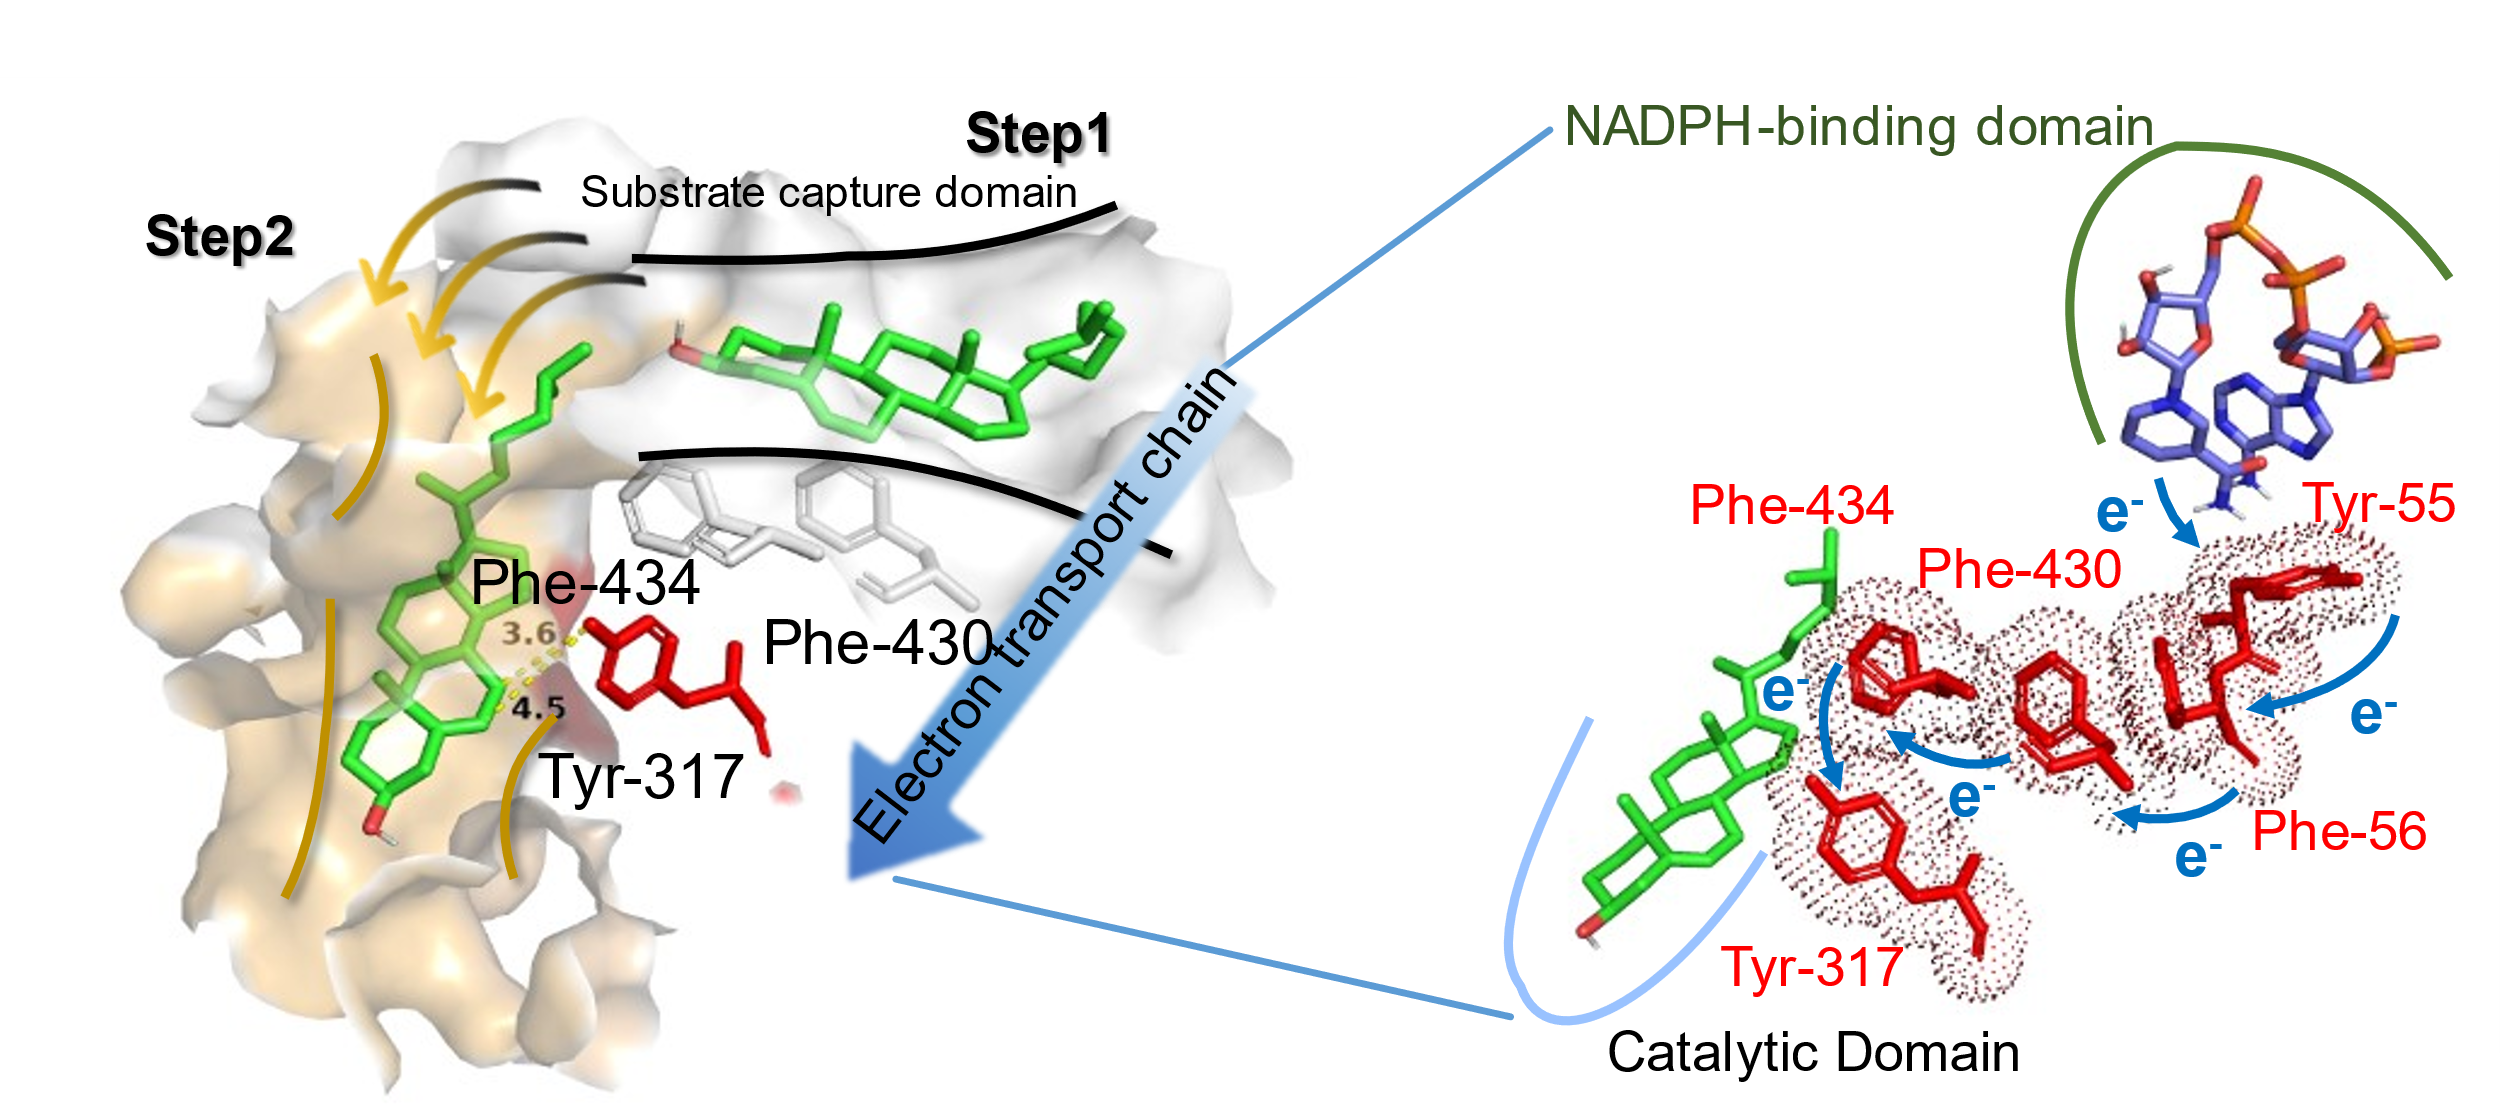 Step1
Substrate capture domain
Step2
Phe-434
3.6
4.5
Phe-430
Tyr-317
Electron transport chain
NADPH-binding domain
e-
Tyr-55
Phe-434
Phe-430
e-
e-
e-
e-
Phe-56
Tyr-317
Catalytic Domain